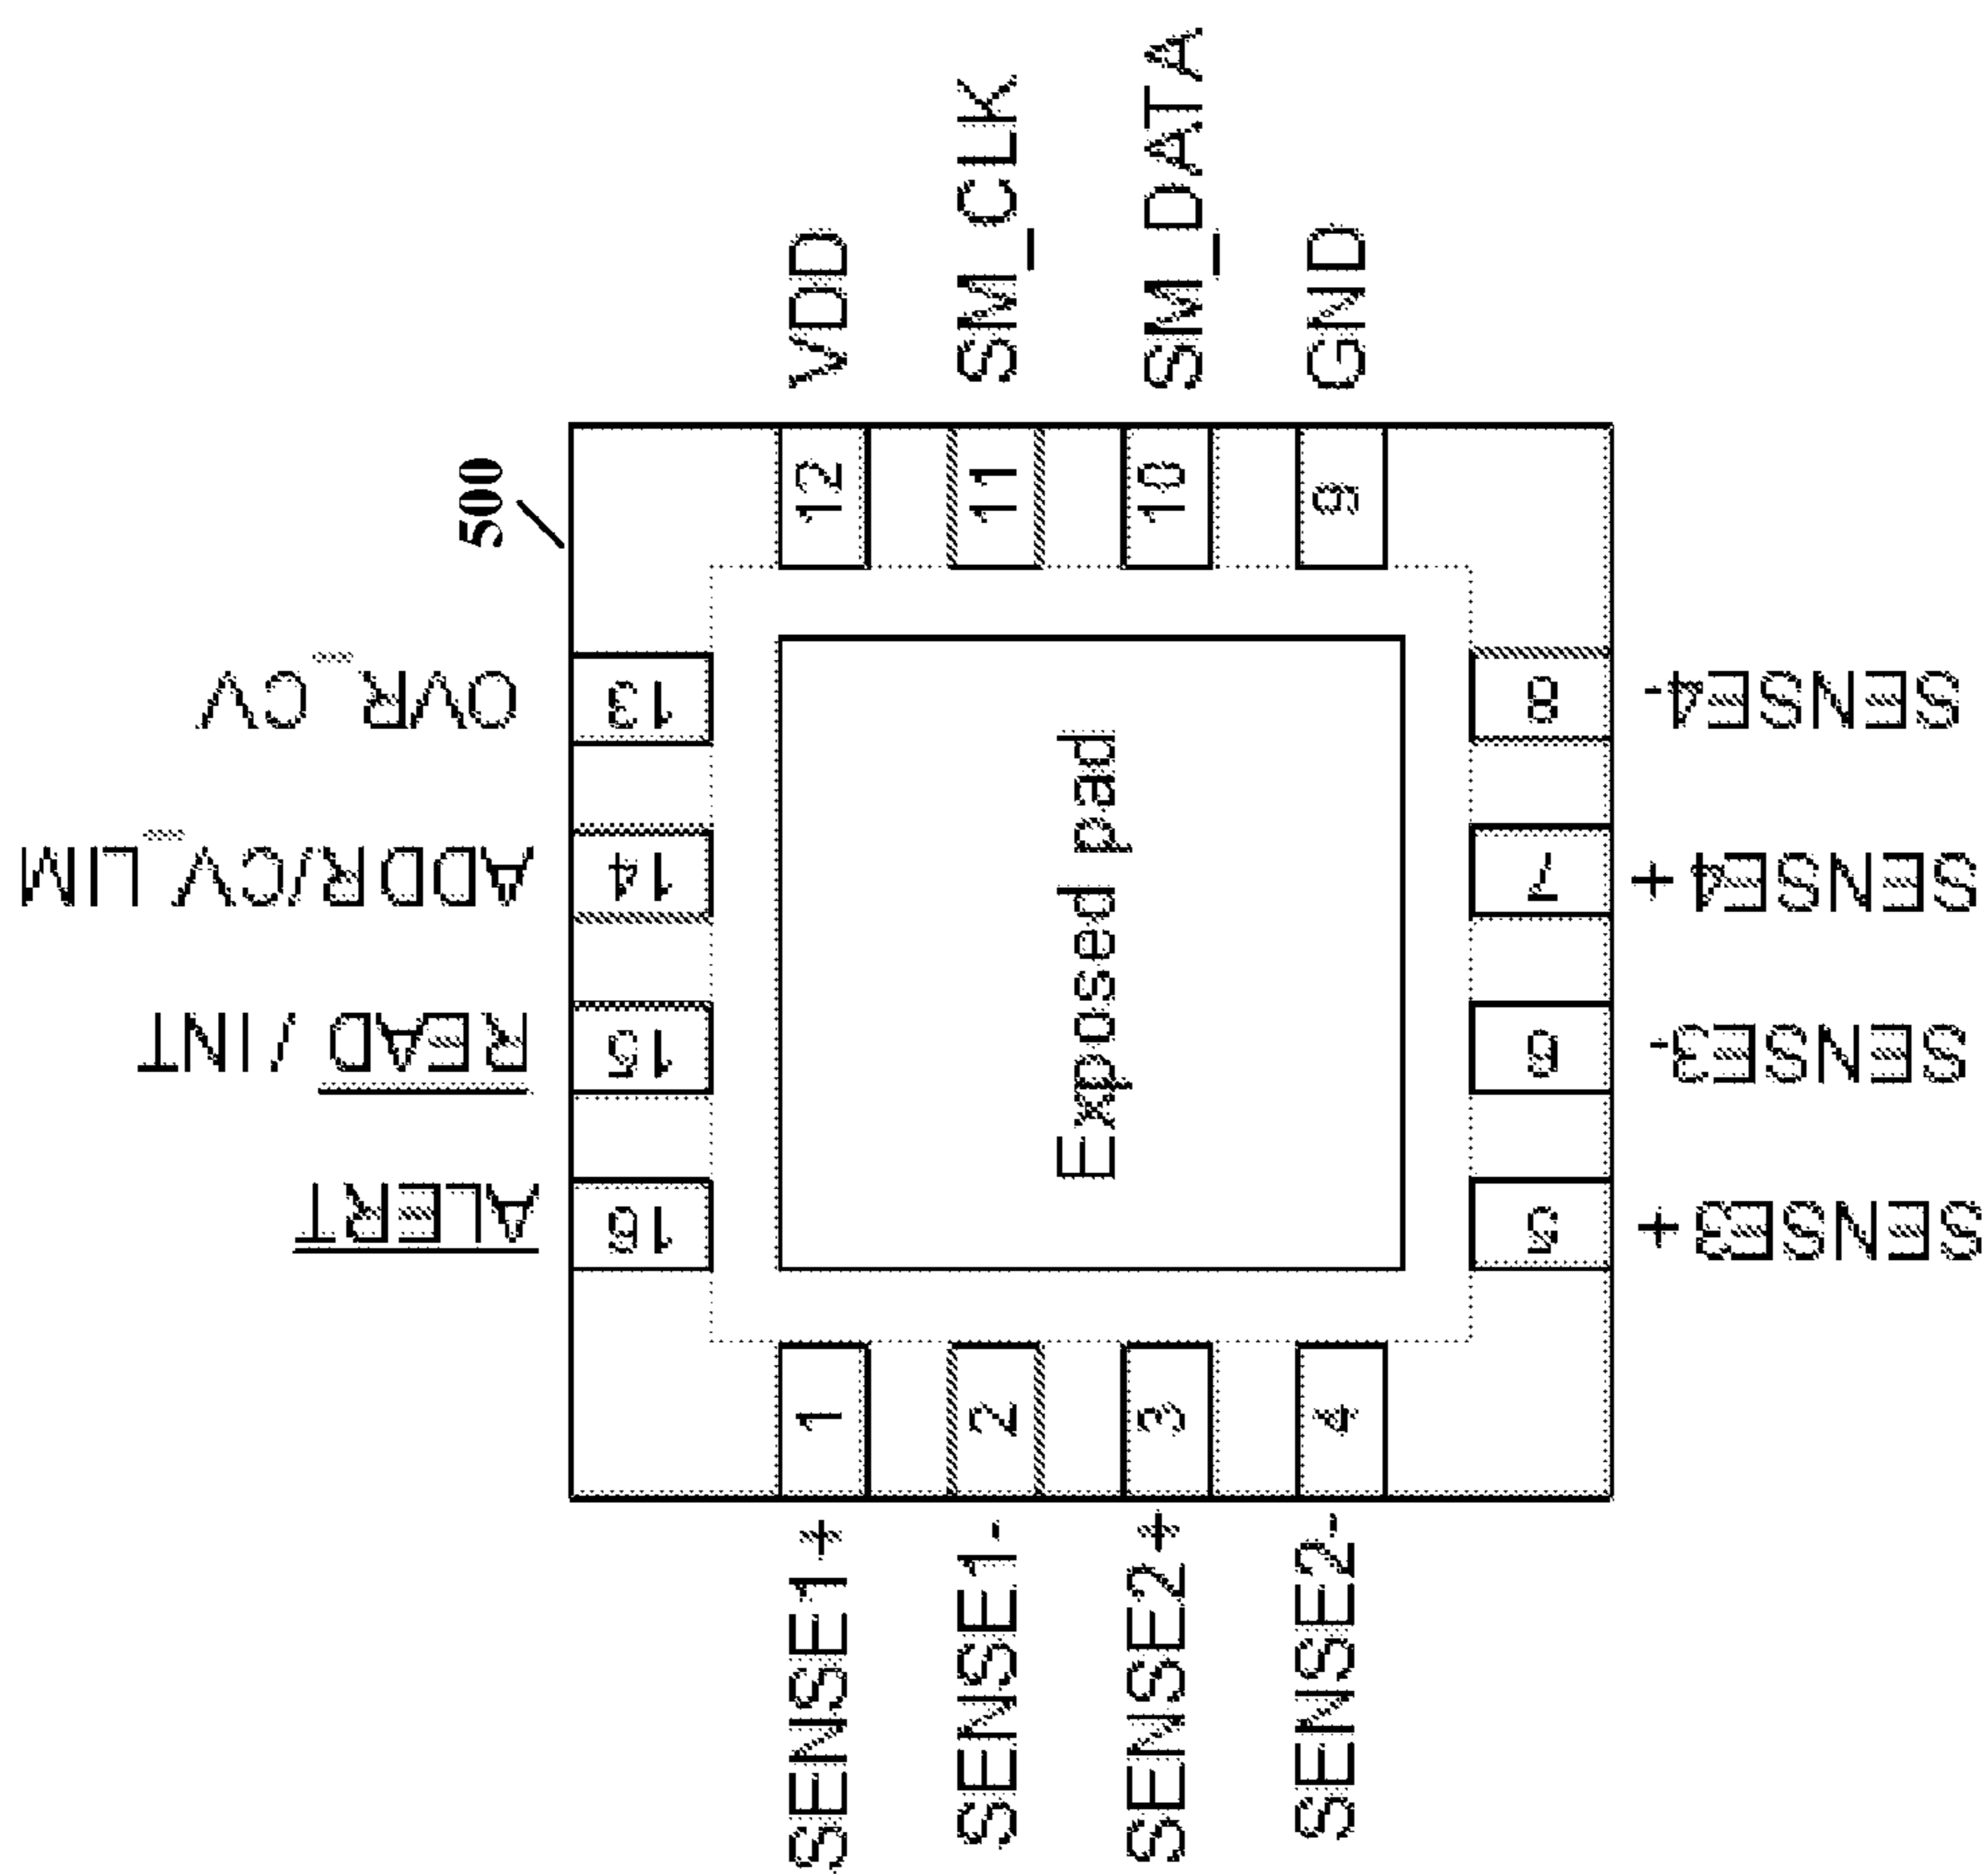 500
SENSE1+
SENSE1-
SENSE2+
SENSE2-
1
2
3
4
SENSE3+
SENSE3-
SENSE4+
SENSE4-
5
6
7
8
GND
SM_DATA
SM_CLK
VDD
9
10
11
12
OVR_CV
ADDR/CV_LIM
READ / INT
ALERT
13
14
15
16
Exposed pad